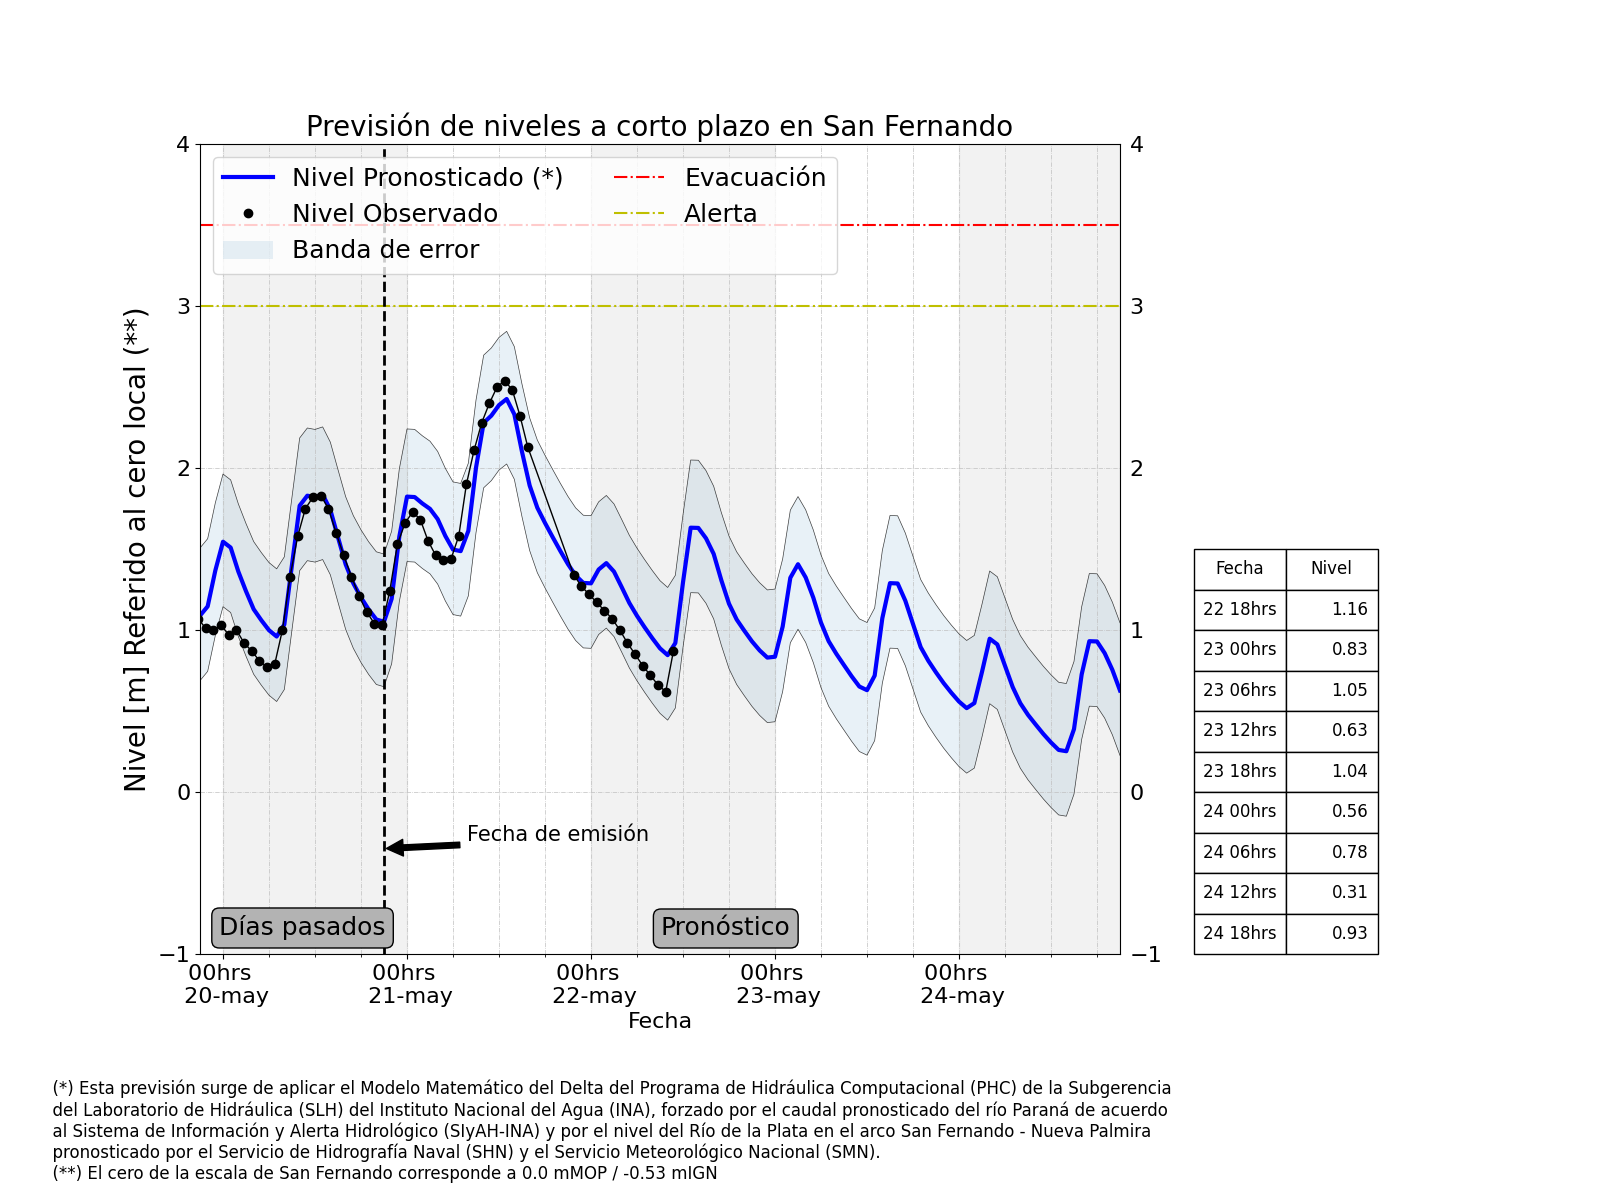 Previsión de niveles a corto plazo en San Fernando
Nivel Pronosticado (*)
Nivel Observado
Banda de error
Evacuación
Alerta
Nivel [m] Referido al cero local (**)
4
3
2
1
0
−1
4
3
2
1
0
−1
Fecha de emisión
Días pasados
Pronóstico
00hrs
20-may
00hrs
21-may
00hrs
22-may
00hrs
23-may
00hrs
24-may
Fecha
Fecha Nivel
22 18hrs 1.16
23 00hrs 0.83
23 06hrs 1.05
23 12hrs 0.63
23 18hrs 1.04
24 00hrs 0.56
24 06hrs 0.78
24 12hrs 0.31
24 18hrs 0.93
(*) Esta previsión surge de aplicar el Modelo Matemático del Delta del Programa de Hidráulica Computacional (PHC) de la Subgerencia
del Laboratorio de Hidráulica (SLH) del Instituto Nacional del Agua (INA), forzado por el caudal pronosticado del río Paraná de acuerdo
al Sistema de Información y Alerta Hidrológico (SIyAH-INA) y por el nivel del Río de la Plata en el arco San Fernando - Nueva Palmira
pronosticado por el Servicio de Hidrografía Naval (SHN) y el Servicio Meteorológico Nacional (SMN).
(**) El cero de la escala de San Fernando corresponde a 0.0 mMOP / -0.53 mIGN